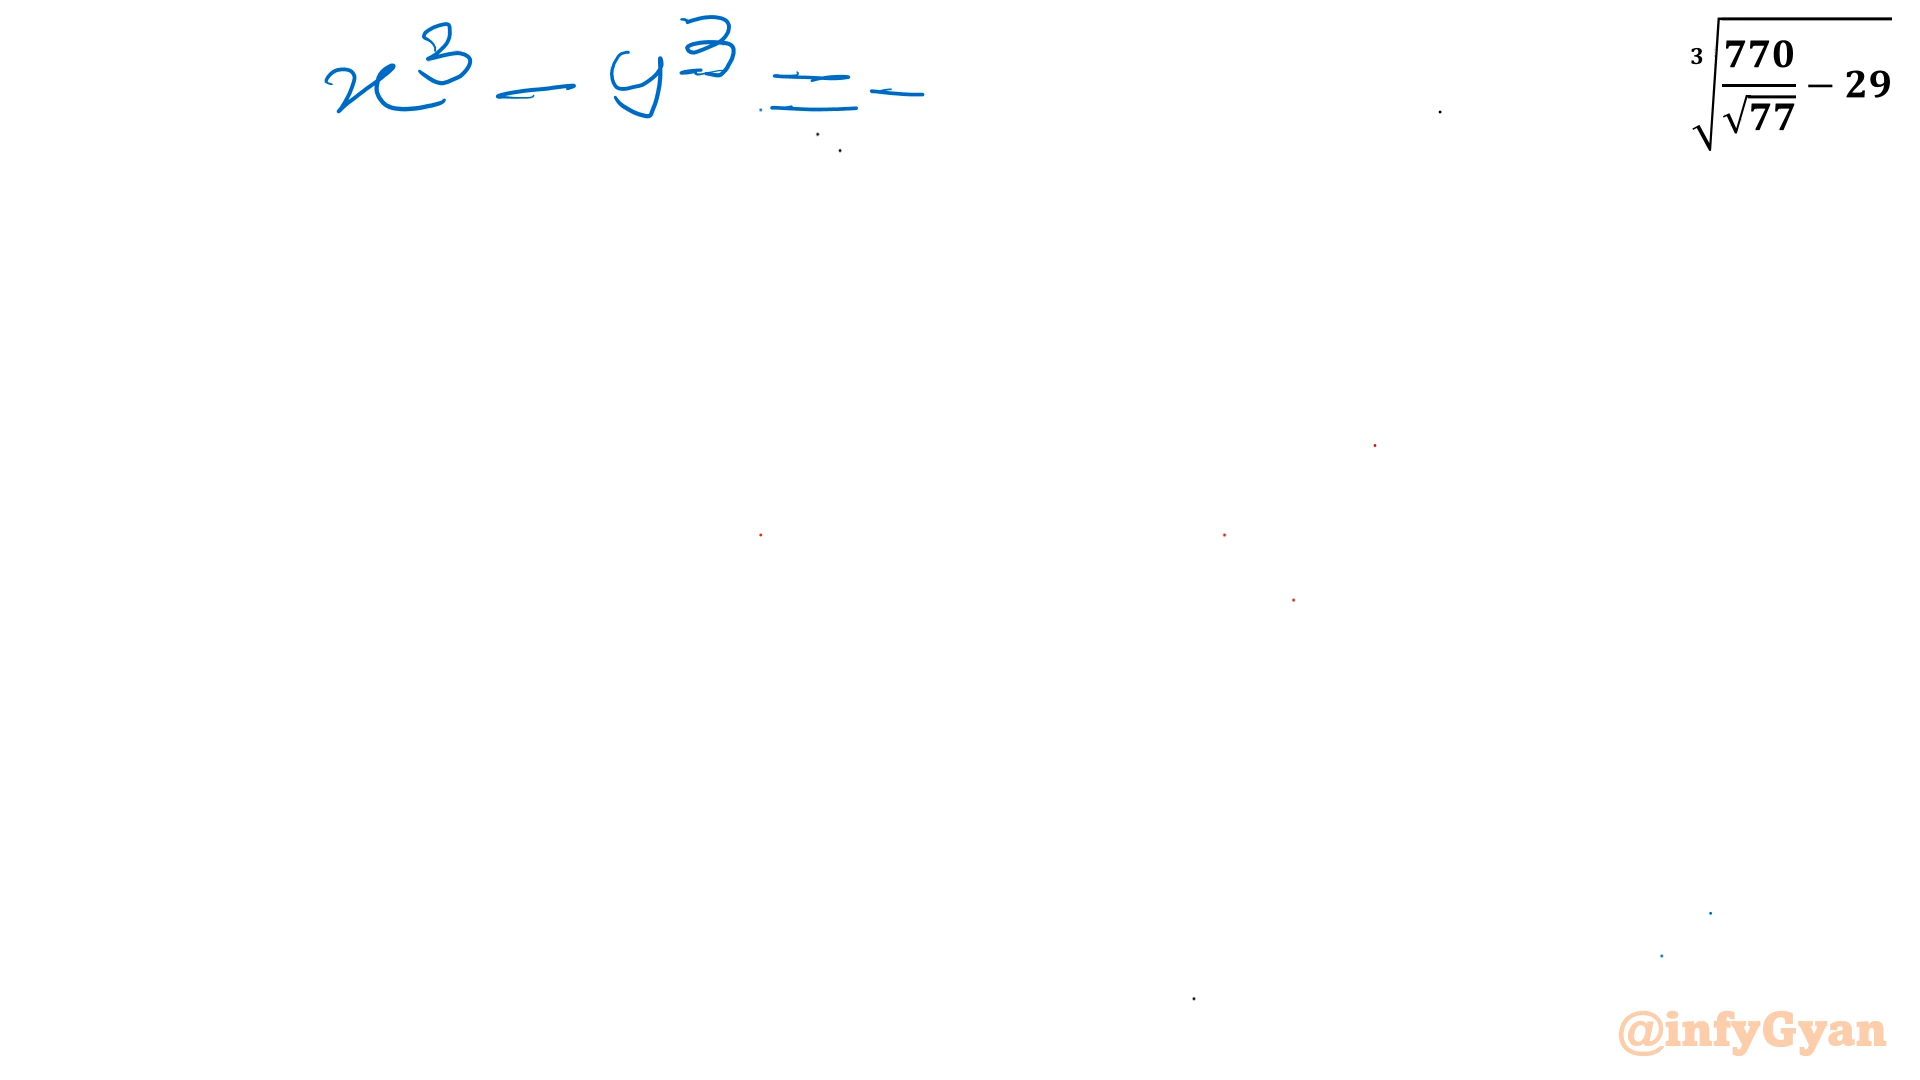 x³ - y³ = -
∛(770/√77 - 29)
@infyGyan